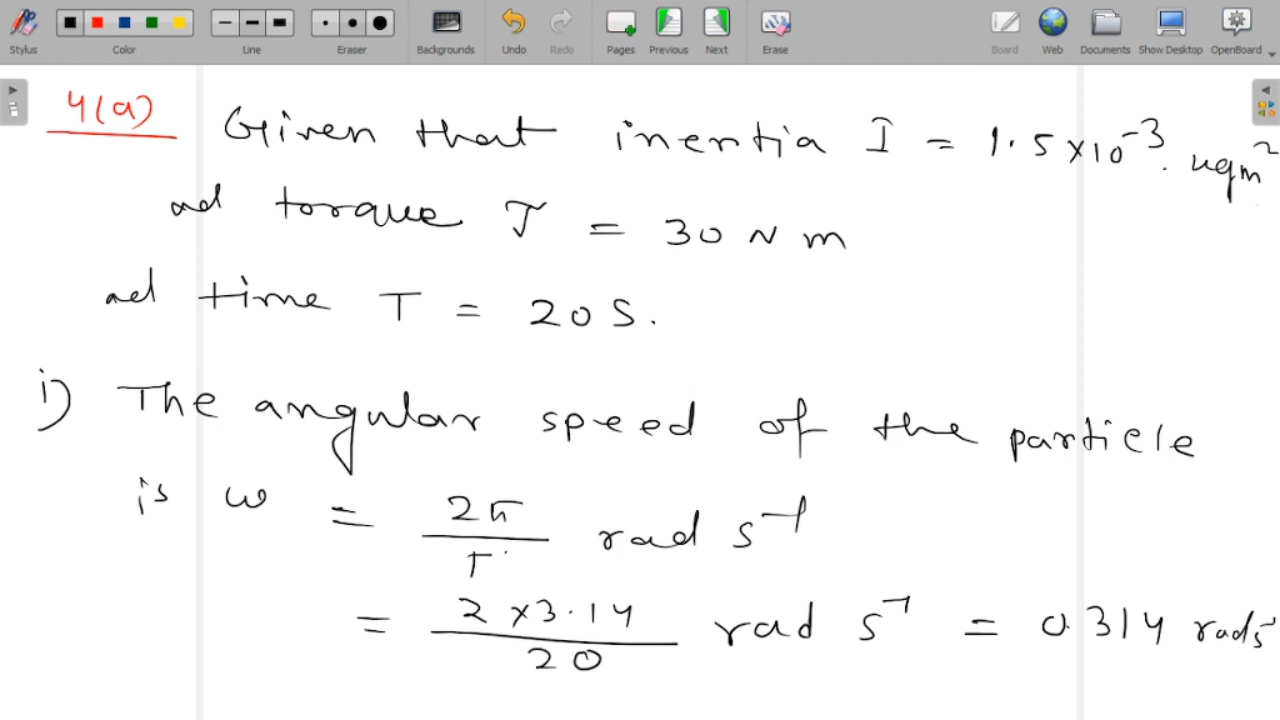 Stylus Color Line Eraser Backgrounds Undo Redo Pages Previous Next Erase Board Web Documents Show Desktop OpenBoard
4(a) Given that inertia I = 1.5×10⁻³ kgm²
and torque τ = 30 N m
and time T = 20 S.
i) The angular speed of the particle
is ω = 2π/T rad s⁻¹
= 2×3.14/20 rad s⁻¹ = 0.314 rads⁻¹